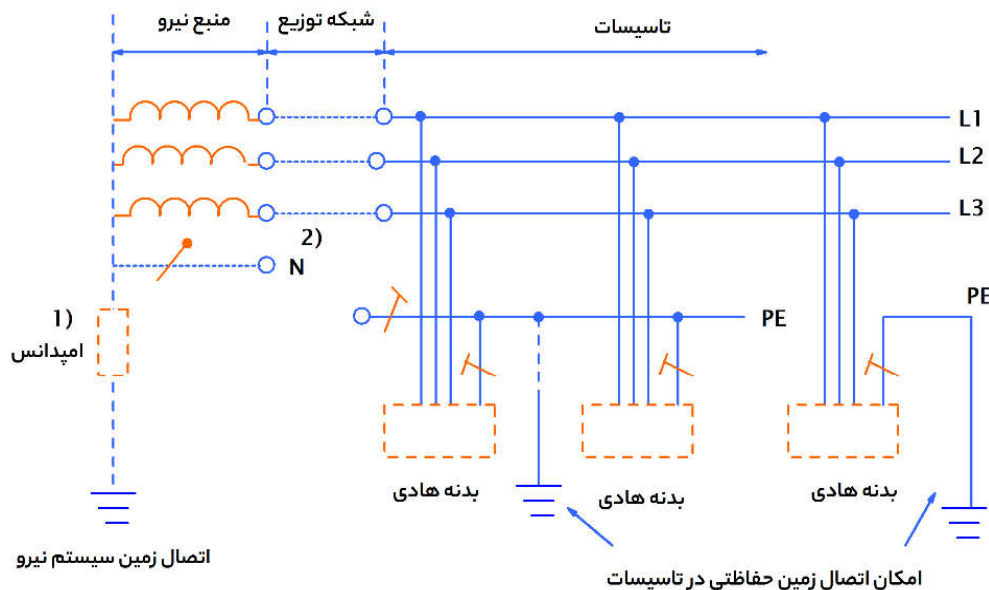 منبع نیرو
شبکه توزیع
تاسیسات
L1
L2
L3
2)
N
1)
امپدانس
PE
PE
بدنه هادی
بدنه هادی
بدنه هادی
اتصال زمین سیستم نیرو
امکان اتصال زمین حفاظتی در تاسیسات